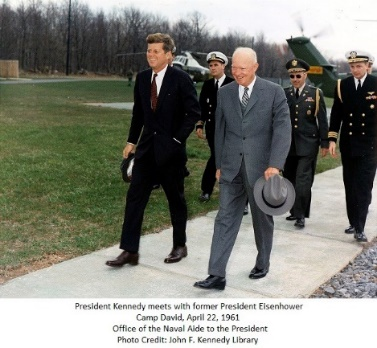 President Kennedy meets with former President Eisenhower
Camp David, April 22, 1961
Office of the Naval Aide to the President
Photo Credit: John F. Kennedy Library